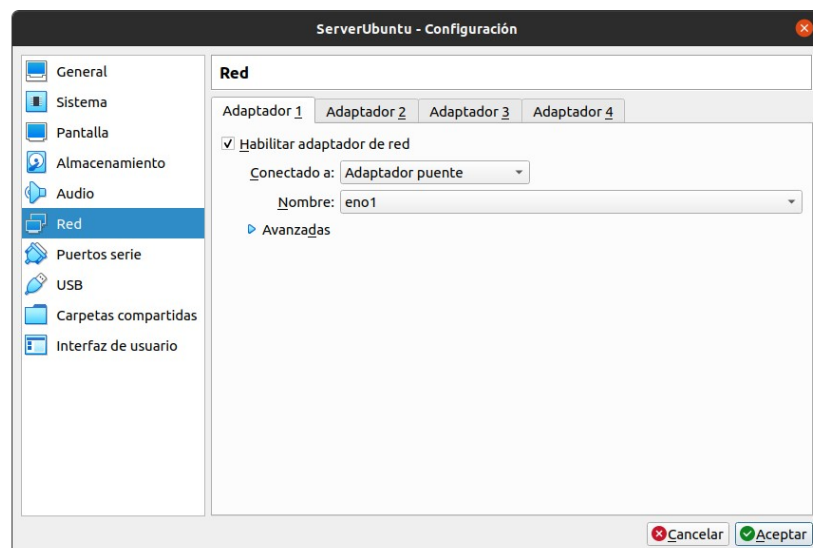 ServerUbuntu - Configuración
General
Sistema
Pantalla
Almacenamiento
Audio
Red
Puertos serie
USB
Carpetas compartidas
Interfaz de usuario
Red
Adaptador 1 Adaptador 2 Adaptador 3 Adaptador 4
Habilitar adaptador de red
Conectado a: Adaptador puente
Nombre: eno1
Avanzadas
Cancelar Aceptar